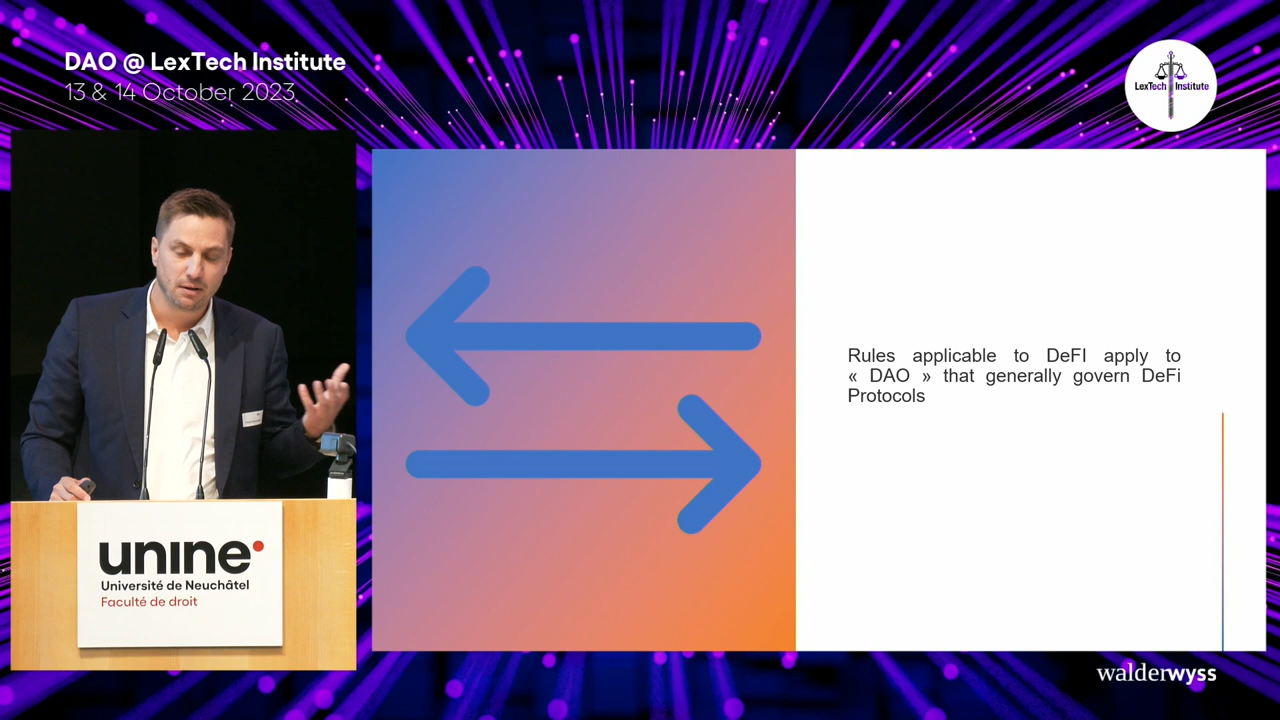 DAO @ LexTech Institute
13 & 14 October 2023
LexTech Institute
Rules applicable to DeFI apply to
« DAO » that generally govern DeFi
Protocols
unine
Université de Neuchâtel
Faculté de droit
walderwyss